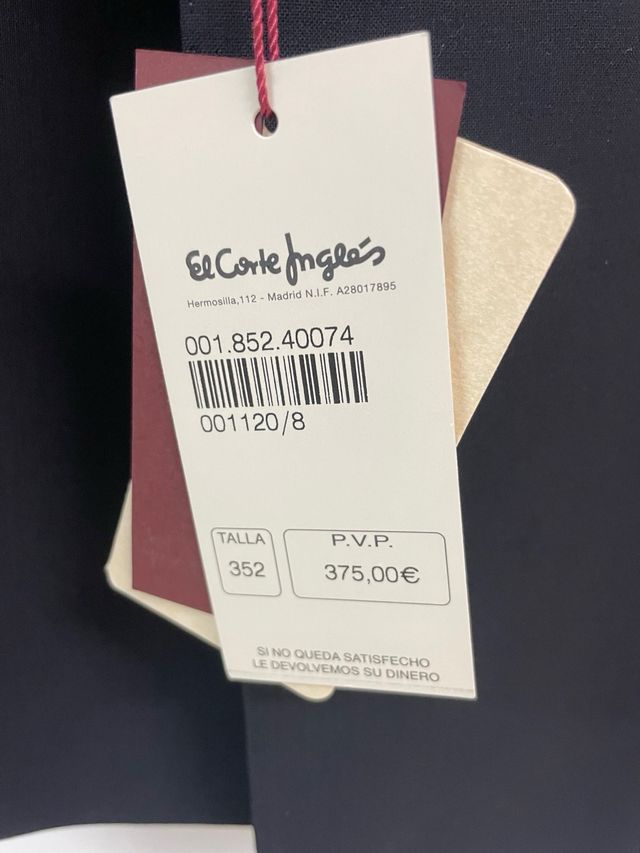 El Corte Inglés
Hermosilla,112 - Madrid N.I.F. A28017895
001.852.40074
001120/8
TALLA
352
P.V.P.
375,00€
SI NO QUEDA SATISFECHO
LE DEVOLVEMOS SU DINERO